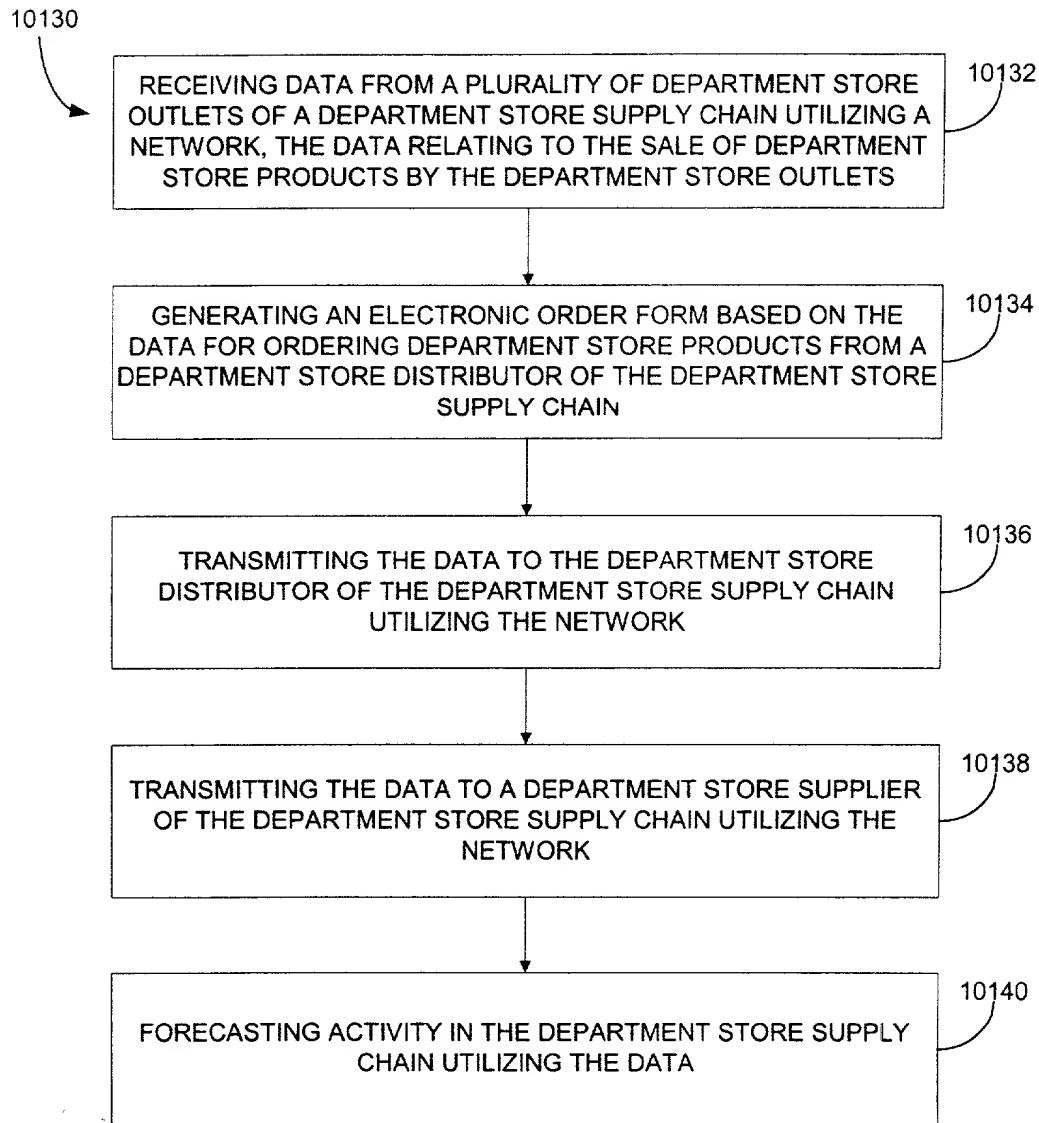 10130
RECEIVING DATA FROM A PLURALITY OF DEPARTMENT STORE
OUTLETS OF A DEPARTMENT STORE SUPPLY CHAIN UTILIZING A
NETWORK, THE DATA RELATING TO THE SALE OF DEPARTMENT
STORE PRODUCTS BY THE DEPARTMENT STORE OUTLETS
10132
GENERATING AN ELECTRONIC ORDER FORM BASED ON THE
DATA FOR ORDERING DEPARTMENT STORE PRODUCTS FROM A
DEPARTMENT STORE DISTRIBUTOR OF THE DEPARTMENT STORE
SUPPLY CHAIN
10134
TRANSMITTING THE DATA TO THE DEPARTMENT STORE
DISTRIBUTOR OF THE DEPARTMENT STORE SUPPLY CHAIN
UTILIZING THE NETWORK
10136
TRANSMITTING THE DATA TO A DEPARTMENT STORE SUPPLIER
OF THE DEPARTMENT STORE SUPPLY CHAIN UTILIZING THE
NETWORK
10138
FORECASTING ACTIVITY IN THE DEPARTMENT STORE SUPPLY
CHAIN UTILIZING THE DATA
10140